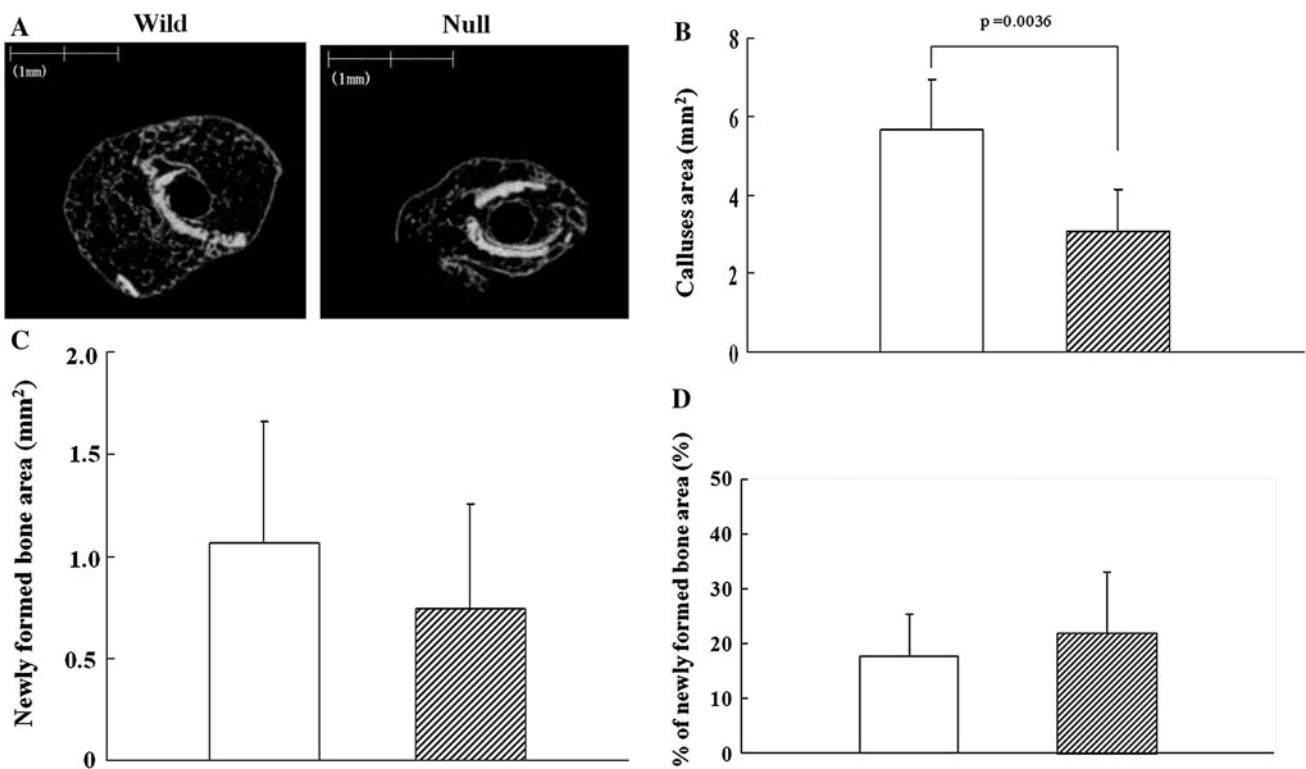 A
Wild
Null
(1mm)
(1mm)
B
p=0.0036
Calluses area (mm²)
8
6
4
2
0
C
Newly formed bone area (mm²)
2.0
1.5
1.0
0.5
0
D
% of newly formed bone area (%)
50
40
30
20
10
0